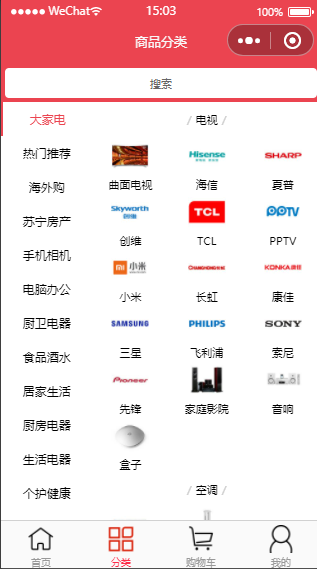 WeChat 15:03 100%
商品分类
搜索
大家电
热门推荐
海外购
苏宁房产
手机相机
电脑办公
厨卫电器
食品酒水
居家生活
厨房电器
生活电器
个护健康
/ 电视 /
Hisense SHARP
曲面电视 海信 夏普
Skyworth 创维 TCL PPTV
创维 TCL PPTV
小米 CHANGHONG 长虹 KONKA 康佳
小米 长虹 康佳
SAMSUNG PHILIPS SONY
三星 飞利浦 索尼
Pioneer
先锋 家庭影院 音响
盒子
/ 空调 /
首页 分类 购物车 我的